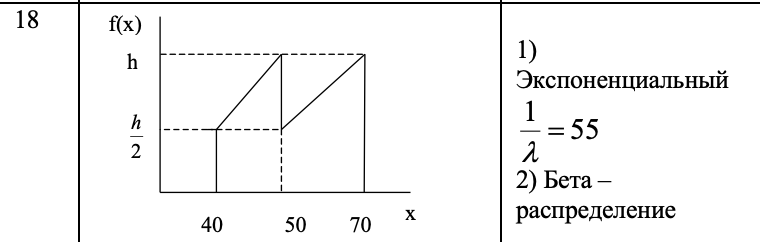 18
f(x)
h
h
2
40
50
70
x
1)
Экспоненциальный
1/λ = 55
2) Бета –
распределение